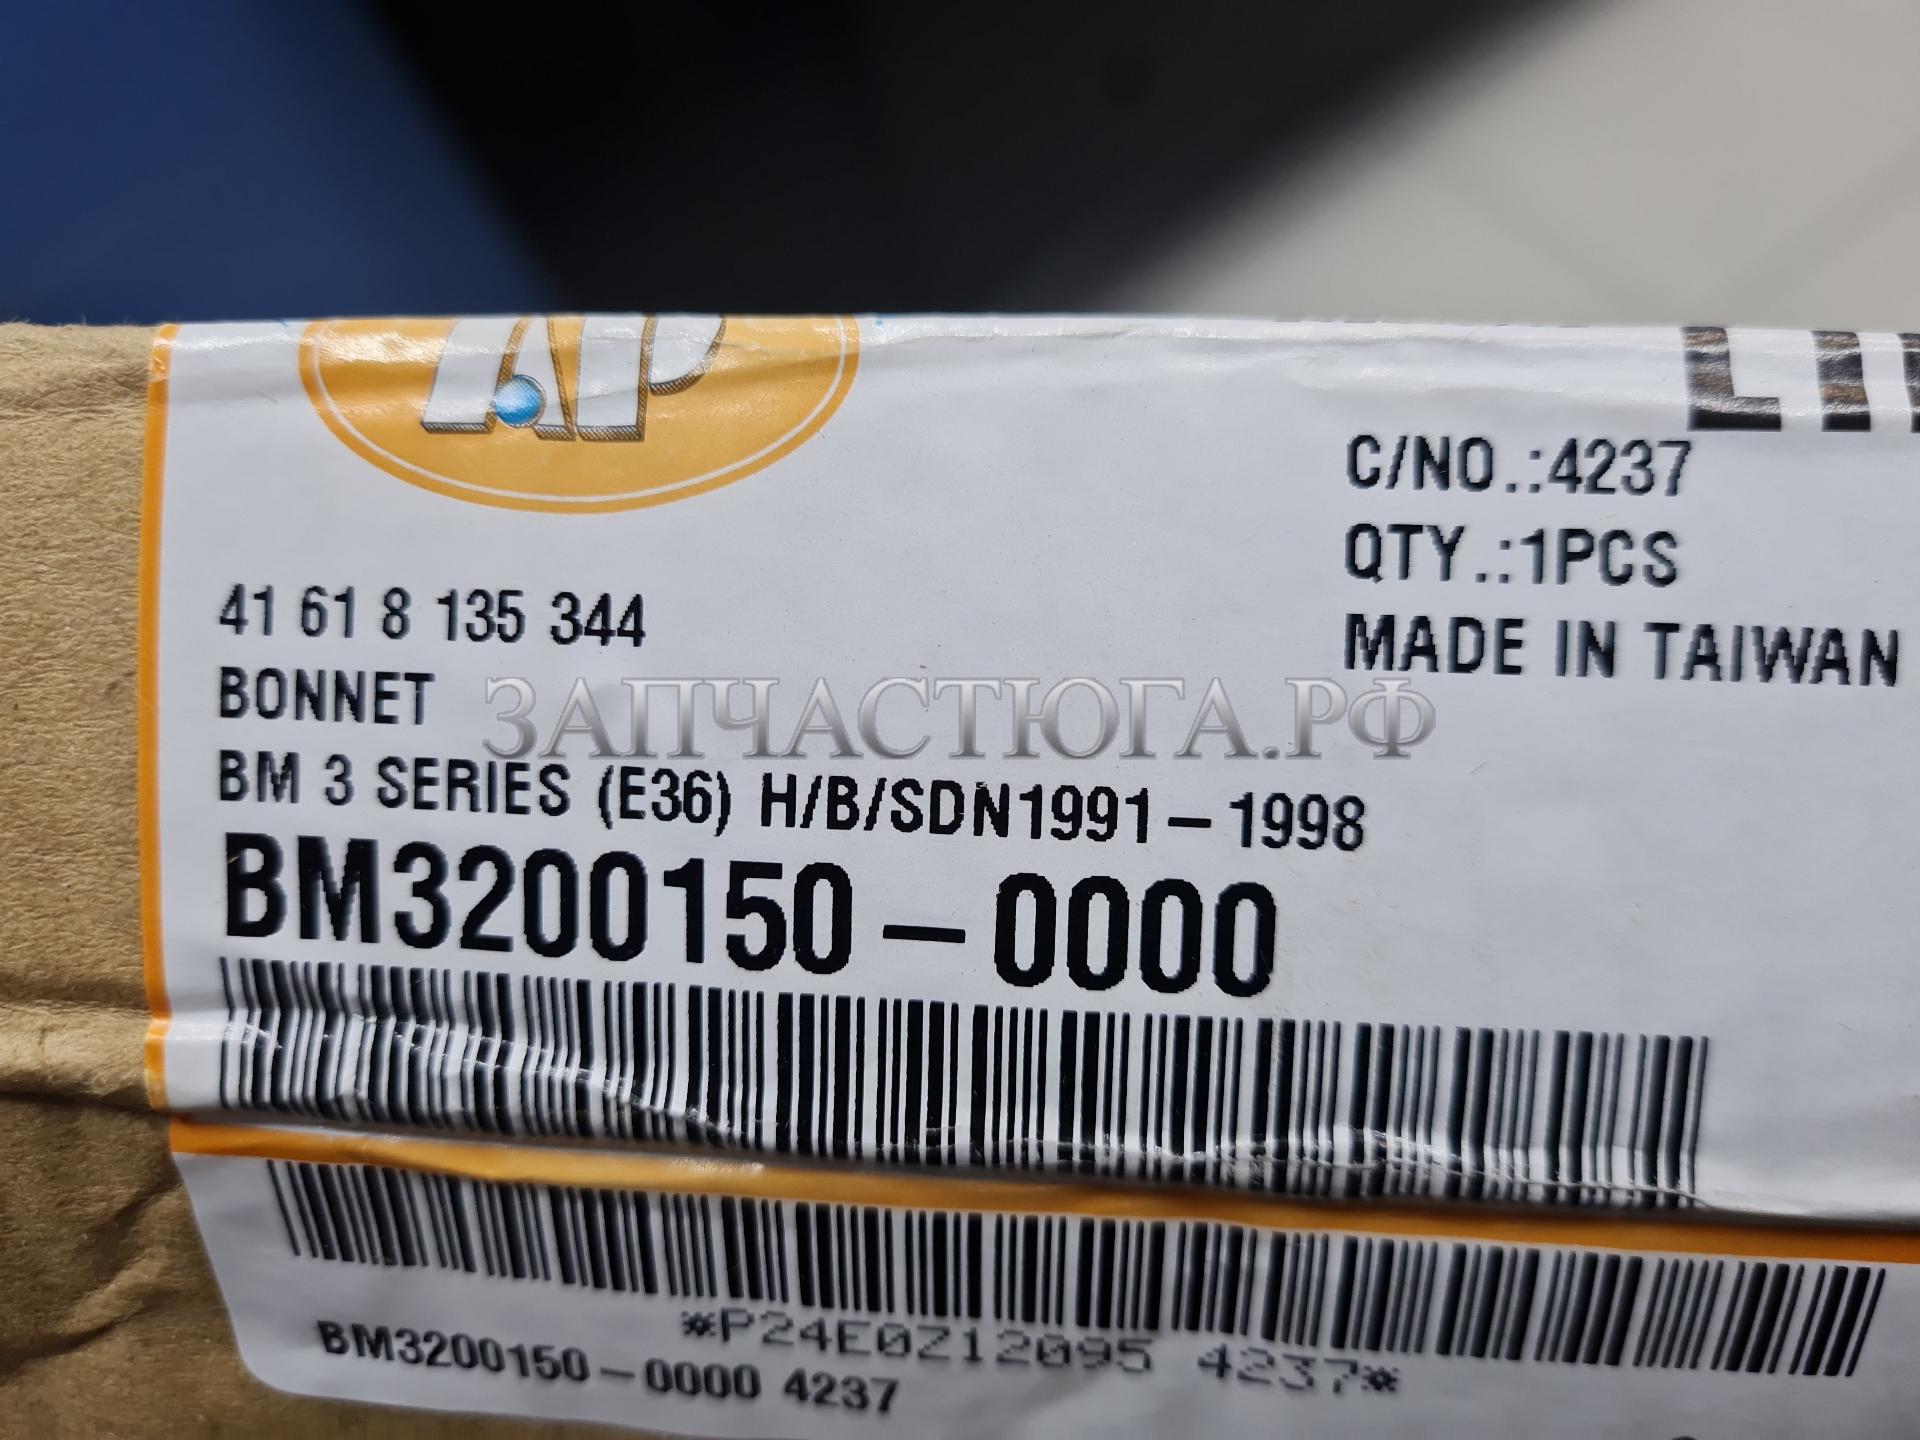 AP
C/NO.:4237
QTY.:1PCS
MADE IN TAIWAN
41 61 8 135 344
BONNET
ЗАПЧАСТЮГА.РФ
BM 3 SERIES (E36) H/B/SDN1991-1998
BM3200150-0000
*P24E0Z12095 4237*
BM3200150-0000 4237